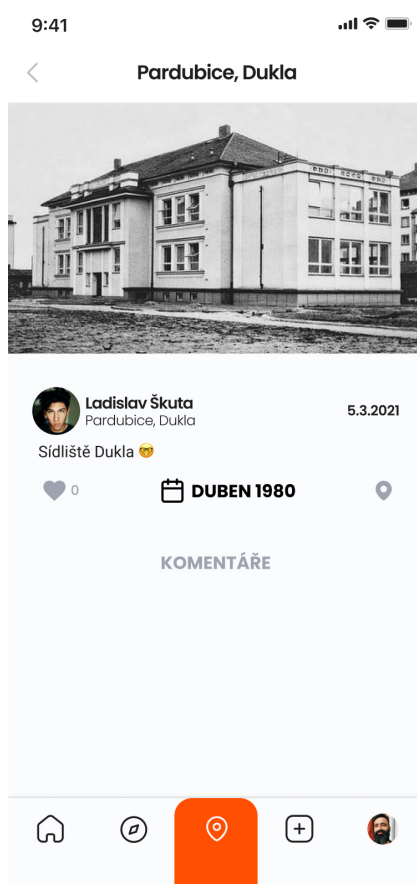 9:41
Pardubice, Dukla
Ladislav Škuta
Pardubice, Dukla
5.3.2021
Sídliště Dukla 🤓
0
DUBEN 1980
KOMENTÁŘE